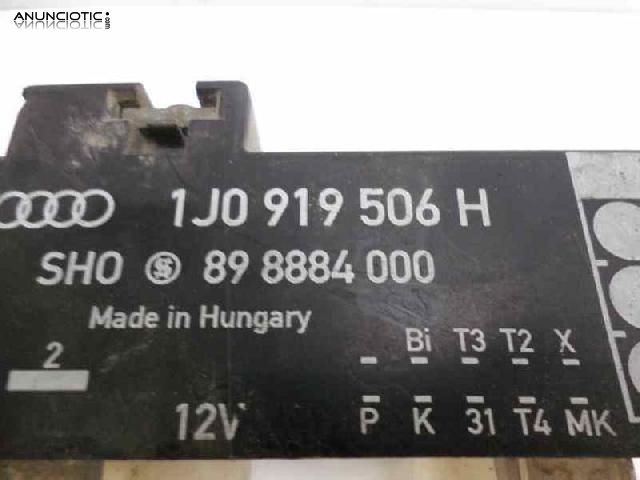 ANUNCIOTIC.com
1J0 919 506 H
SHO S 89 8884 000
Made in Hungary
2
- Bi T3 T2 X
12V
P K 31 T4 MK